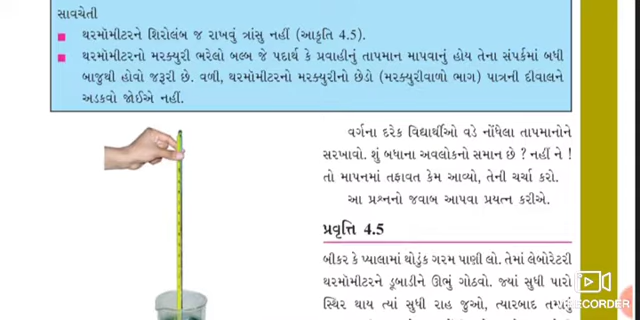 સાવચેતી
થરમૉમીટરને શિરોલંબ જ રાખવું ત્રાંસુ નહીં (આકૃતિ 4.5).
થરમૉમીટરનો મરક્યુરી ભરેલો બલ્બ જે પદાર્થ કે પ્રવાહીનું તાપમાન માપવાનું હોય તેના સંપર્કમાં બધી
બાજુથી હોવો જરૂરી છે. વળી, થરમૉમીટરનો મરક્યુરીનો છેડો (મરક્યુરીવાળો ભાગ) પાત્રની દીવાલને
અડકવો જોઈએ નહીં.
વર્ગના દરેક વિદ્યાર્થીઓ વડે નોંધેલા તાપમાનોને
સરખાવો. શું બધાના અવલોકનો સમાન છે ? નહીં ને !
તો માપનમાં તફાવત કેમ આવ્યો, તેની ચર્ચા કરો.
આ પ્રશ્નનો જવાબ આપવા પ્રયત્ન કરીએ.
પ્રવૃત્તિ 4.5
બીકર કે પ્યાલામાં થોડુંક ગરમ પાણી લો. તેમાં લેબોરેટરી
થરમૉમીટરને ડૂબાડીને ઊભું ગોઠવો. જ્યાં સુધી પારો
સ્થિર થાય ત્યાં સુધી રાહ જુઓ, ત્યારબાદ
RECORDER